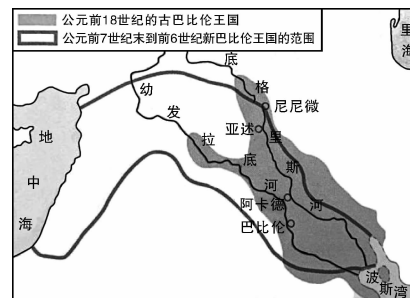 公元前18世纪的古巴比伦王国
公元前7世纪末到前6世纪新巴比伦王国的范围
里海
底格里斯河
幼发拉底河
尼尼微
亚述
地中海
阿卡德
巴比伦
波斯湾